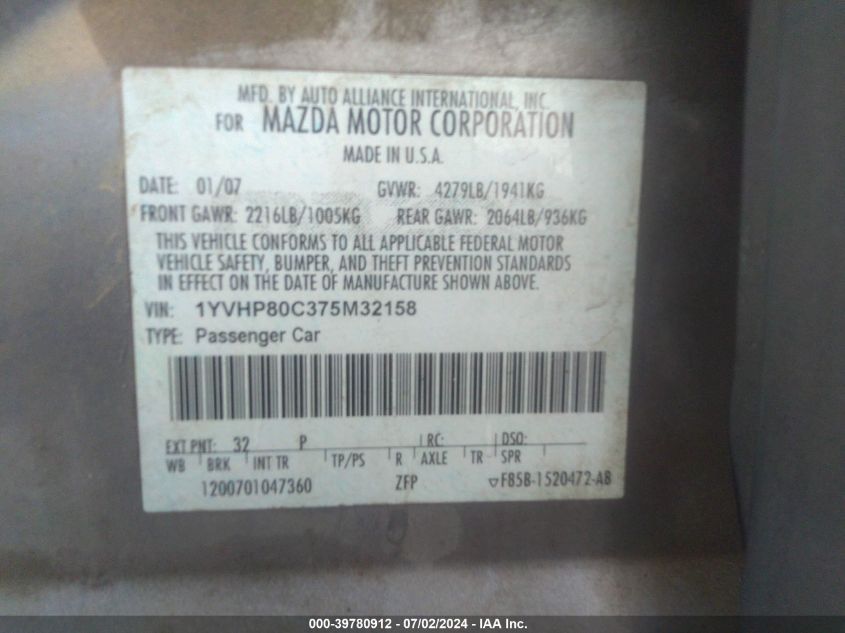 MFD. BY AUTO ALLIANCE INTERNATIONAL, INC.
FOR MAZDA MOTOR CORPORATION
MADE IN U.S.A.
DATE: 01/07 GVWR: 4279LB/1941KG
FRONT GAWR: 2216LB/1005KG REAR GAWR: 2064LB/936KG
THIS VEHICLE CONFORMS TO ALL APPLICABLE FEDERAL MOTOR
VEHICLE SAFETY, BUMPER, AND THEFT PREVENTION STANDARDS
IN EFFECT ON THE DATE OF MANUFACTURE SHOWN ABOVE.
VIN: 1YVHP80C375M32158
TYPE: Passenger Car
EXT PNT: 32 P RC: DSO:
WB BRK INT TR TP/PS R AXLE TR SPR
1200701047360 ZFP ▽F85B-1520472-AB
000-39780912 - 07/02/2024 - IAA Inc.